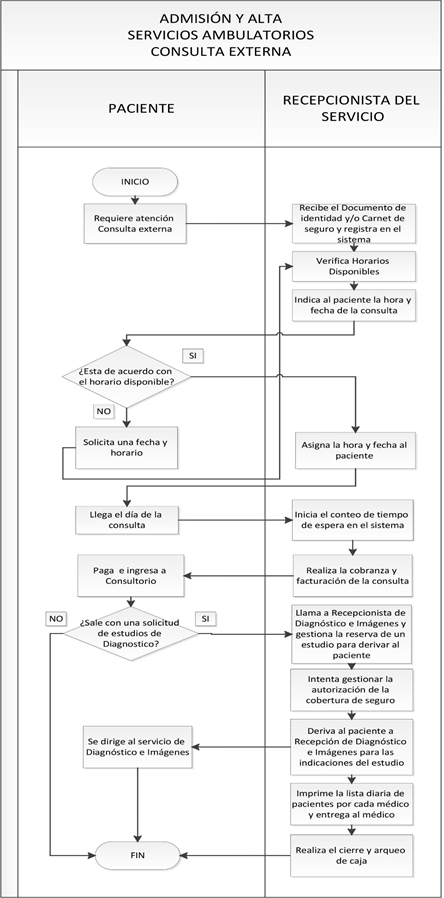 ADMISIÓN Y ALTA
SERVICIOS AMBULATORIOS
CONSULTA EXTERNA
PACIENTE
RECEPCIONISTA DEL
SERVICIO
INICIO
Requiere atención
Consulta externa
Recibe el Documento de
identidad y/o Carnet de
seguro y registra en el
sistema
Verifica Horarios
Disponibles
Indica al paciente la hora y
fecha de la consulta
SI
¿Esta de acuerdo con
el horario disponible?
NO
Solicita una fecha y
horario
Asigna la hora y fecha al
paciente
Llega el día de la
consulta
Inicia el conteo de tiempo
de espera en el sistema
Realiza la cobranza y
facturación de la consulta
Paga e ingresa a
Consultorio
NO
¿Sale con una solicitud
de estudios de
Diagnostico?
SI
Llama a Recepcionista de
Diagnóstico e Imágenes y
gestiona la reserva de un
estudio para derivar al
paciente
Intenta gestionar la
autorización de la
cobertura de seguro
Deriva al paciente a
Recepción de Diagnóstico
e Imágenes para las
indicaciones del estudio
Se dirige al servicio de
Diagnóstico e Imágenes
Imprime la lista diaria de
pacientes por cada médico
y entrega al médico
Realiza el cierre y arqueo
de caja
FIN